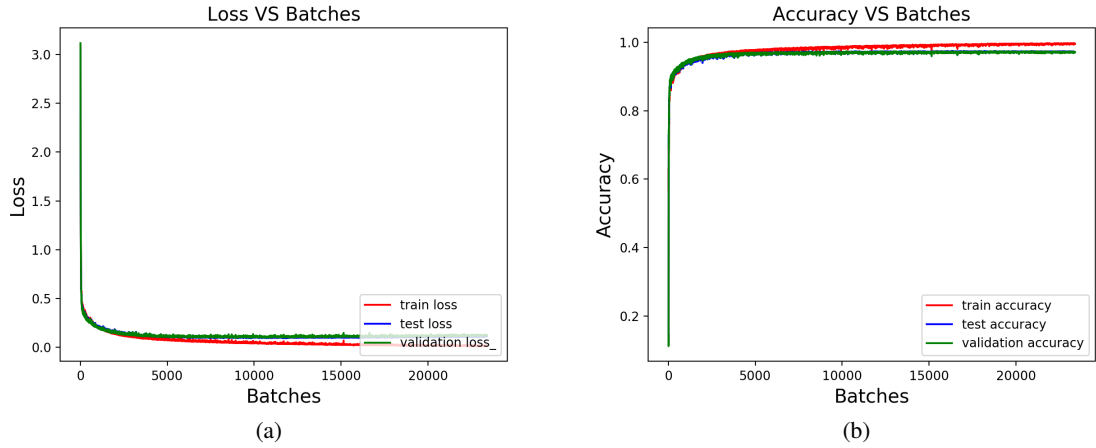 Loss VS Batches
3.0
2.5
2.0
1.5
1.0
0.5
0.0
Loss
train loss
test loss
validation loss_
0 5000 10000 15000 20000
Batches
(a)
Accuracy VS Batches
1.0
0.8
0.6
0.4
0.2
Accuracy
train accuracy
test accuracy
validation accuracy
0 5000 10000 15000 20000
Batches
(b)